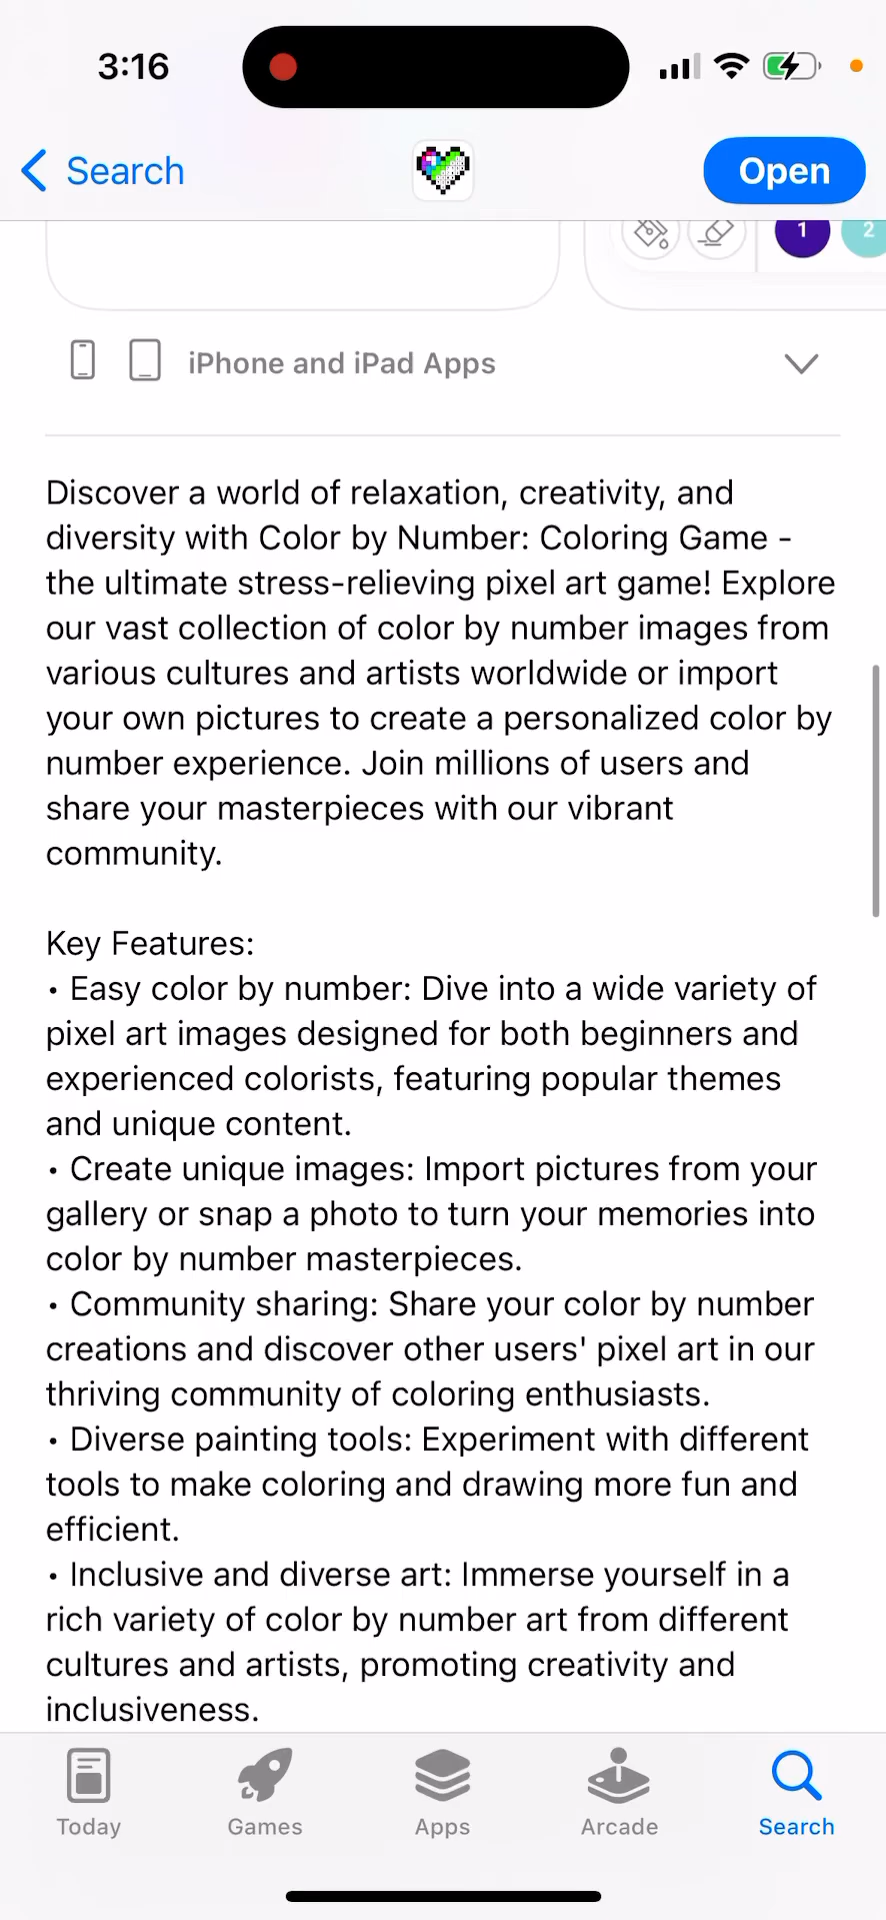 3:16
Search
Open
1
2
iPhone and iPad Apps
Discover a world of relaxation, creativity, and
diversity with Color by Number: Coloring Game -
the ultimate stress-relieving pixel art game! Explore
our vast collection of color by number images from
various cultures and artists worldwide or import
your own pictures to create a personalized color by
number experience. Join millions of users and
share your masterpieces with our vibrant
community.
Key Features:
• Easy color by number: Dive into a wide variety of
pixel art images designed for both beginners and
experienced colorists, featuring popular themes
and unique content.
• Create unique images: Import pictures from your
gallery or snap a photo to turn your memories into
color by number masterpieces.
• Community sharing: Share your color by number
creations and discover other users' pixel art in our
thriving community of coloring enthusiasts.
• Diverse painting tools: Experiment with different
tools to make coloring and drawing more fun and
efficient.
• Inclusive and diverse art: Immerse yourself in a
rich variety of color by number art from different
cultures and artists, promoting creativity and
inclusiveness.
Today
Games
Apps
Arcade
Search